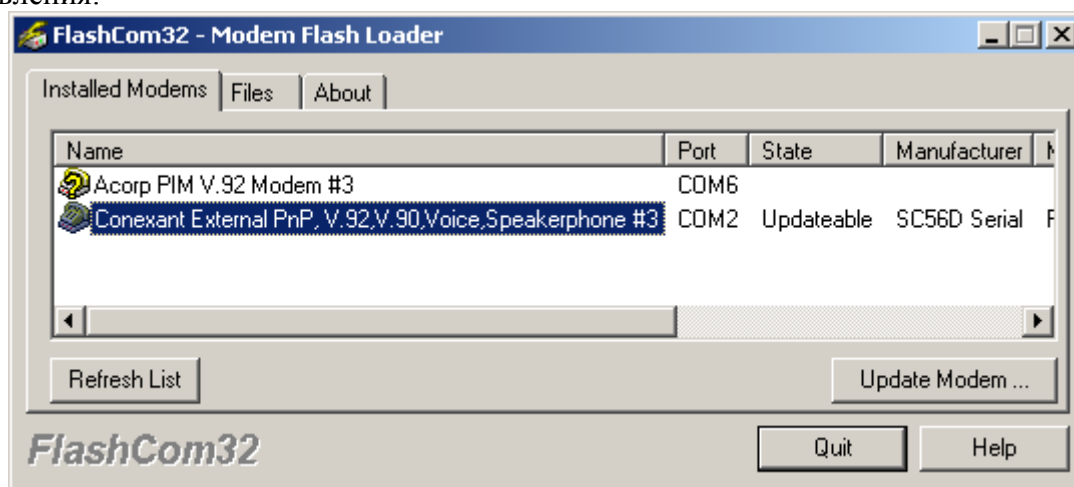 FlashCom32 - Modem Flash Loader
Installed Modems Files About
Name Port State Manufacturer
Acorp PIM V.92 Modem #3 COM6
Conexant External PnP, V.92,V.90,Voice,Speakerphone #3 COM2 Updateable SC56D Serial
Refresh List Update Modem ...
FlashCom32 Quit Help